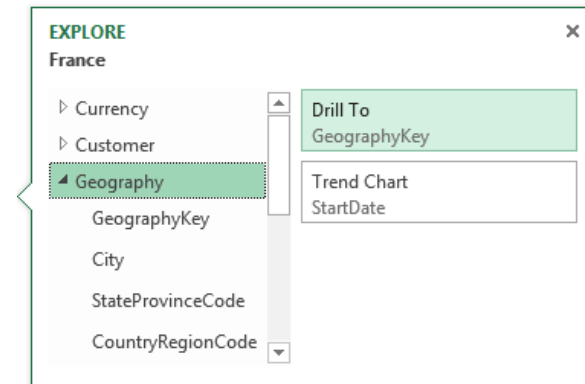 EXPLORE
France
Currency
Customer
Geography
GeographyKey
City
StateProvinceCode
CountryRegionCode
Drill To
GeographyKey
Trend Chart
StartDate